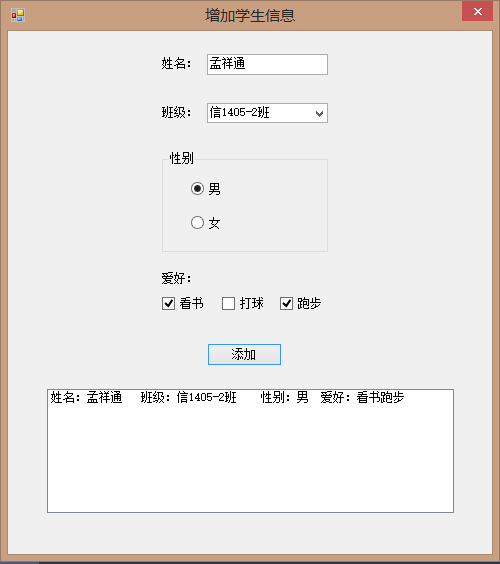 增加学生信息
姓名： 孟祥通
班级： 信1405-2班
性别
男
女
爱好：
看书 打球 跑步
添加
姓名：孟祥通 班级：信1405-2班 性别：男 爱好：看书跑步